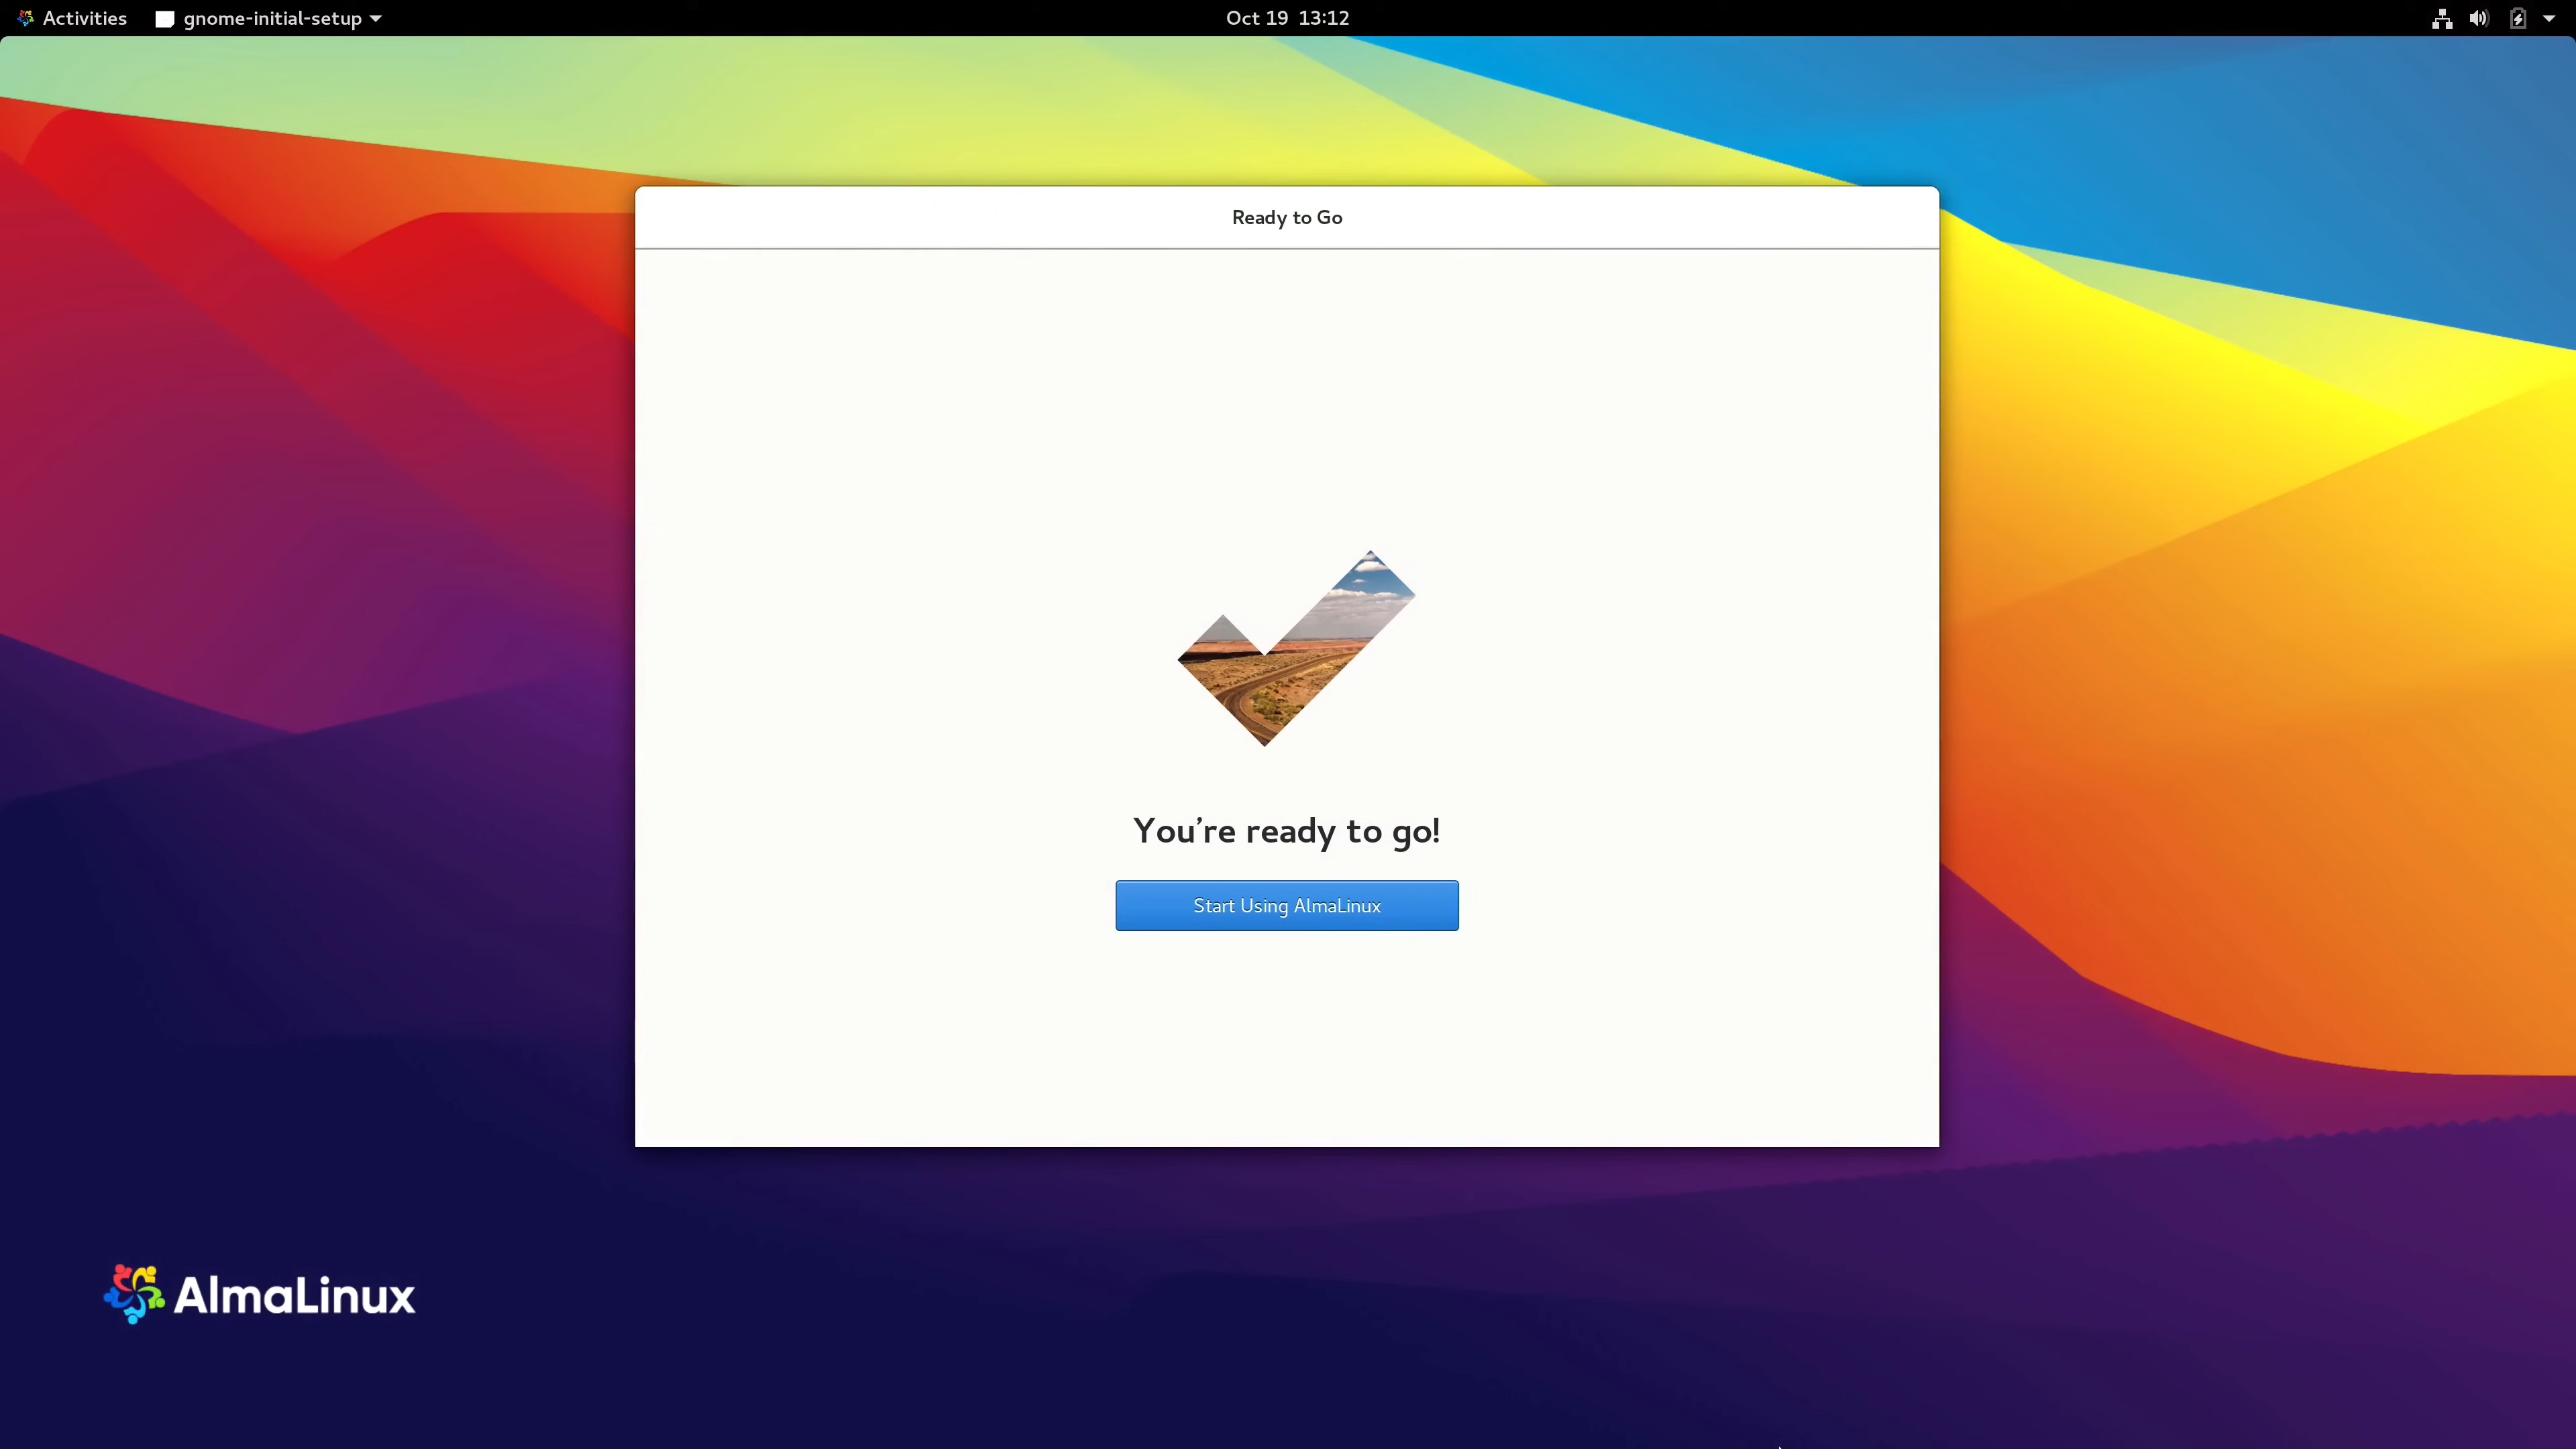 Activities gnome-initial-setup Oct 19 13:12
Ready to Go
You’re ready to go!
Start Using AlmaLinux
AlmaLinux